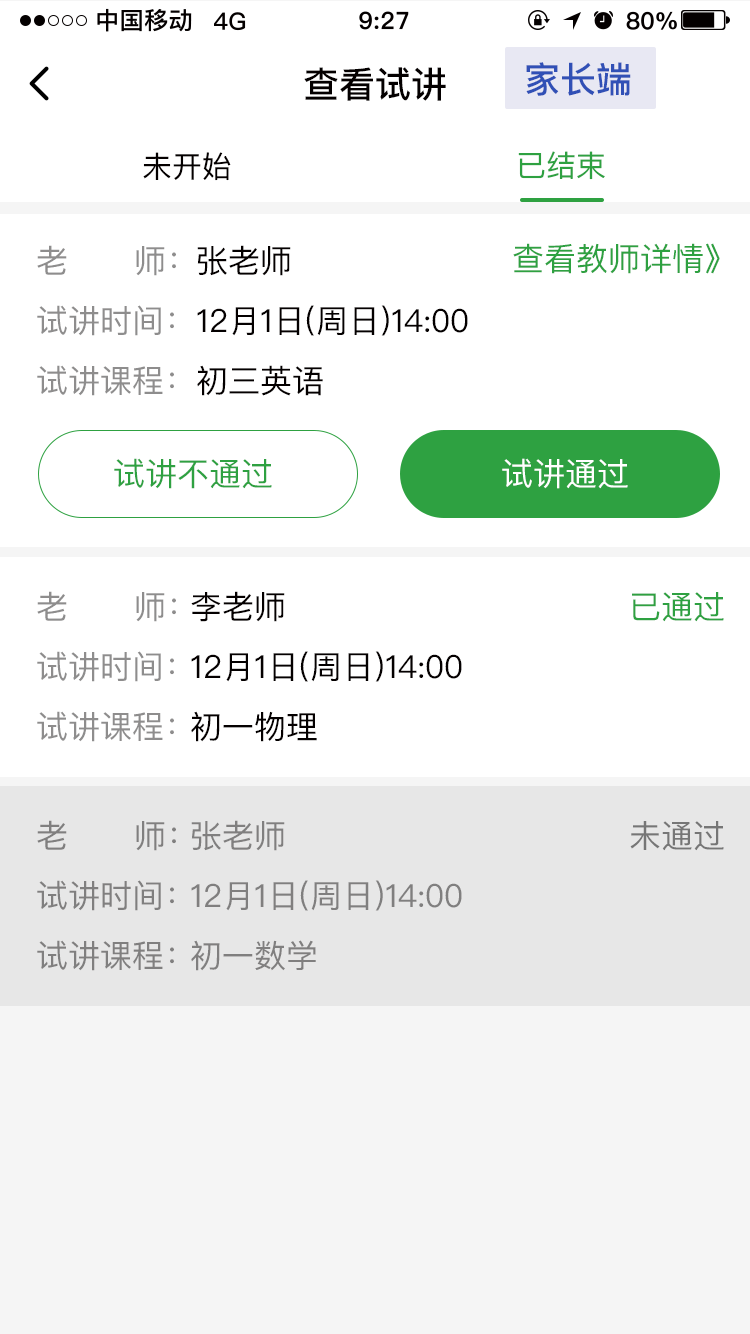 中国移动 4G 9:27 80%
查看试讲 家长端
未开始 已结束
老 师: 张老师 查看教师详情》
试讲时间: 12月1日(周日)14:00
试讲课程: 初三英语
试讲不通过 试讲通过
老 师: 李老师 已通过
试讲时间: 12月1日(周日)14:00
试讲课程: 初一物理
老 师: 张老师 未通过
试讲时间: 12月1日(周日)14:00
试讲课程: 初一数学